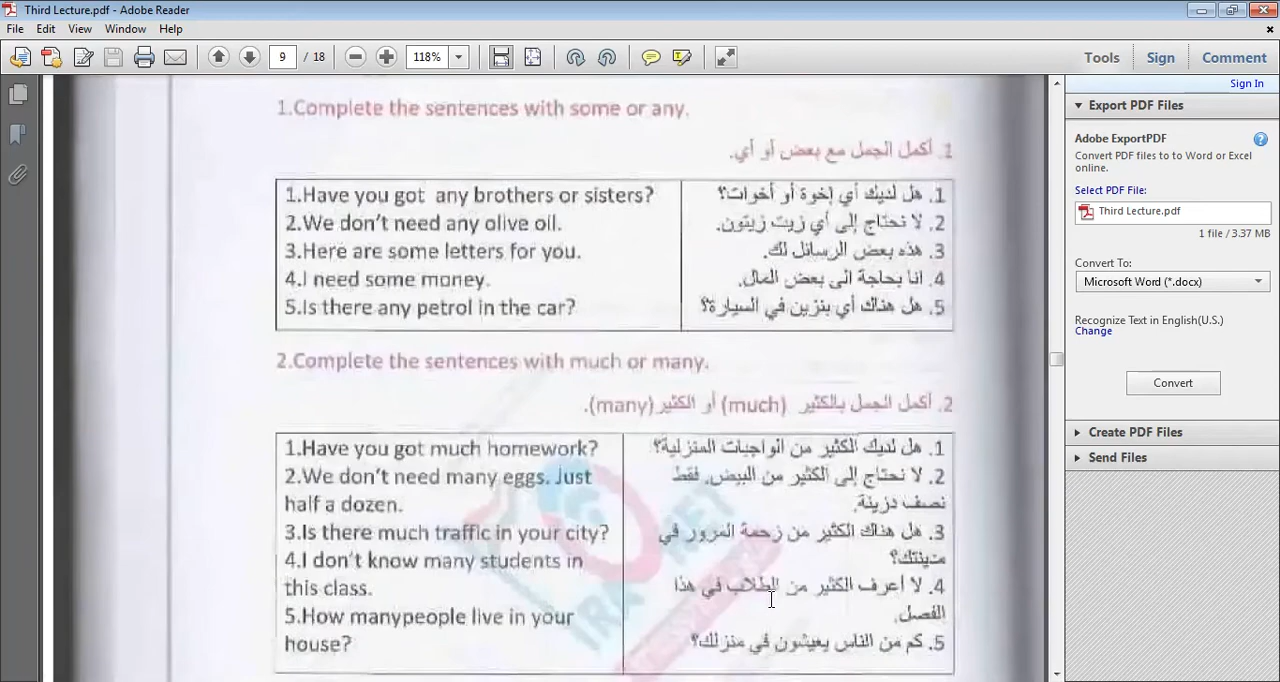 Third Lecture.pdf - Adobe Reader
File Edit View Window Help
9 / 18 118% Tools Sign Comment
Sign In
Export PDF Files
Adobe ExportPDF
Convert PDF files to to Word or Excel
online.
Select PDF File:
Third Lecture.pdf
1 file / 3.37 MB
Convert To:
Microsoft Word (*.docx)
Recognize Text in English(U.S.)
Change
Convert
Create PDF Files
Send Files
1.Complete the sentences with some or any.
1. أكمل الجمل مع بعض أو أي.
1.Have you got any brothers or sisters?
2.We don't need any olive oil.
3.Here are some letters for you.
4.I need some money.
5.Is there any petrol in the car?
1. هل لديك أي إخوة أو أخوات؟
2. لا نحتاج إلى أي زيت زيتون.
3. هذه بعض الرسائل لك.
4. انا بحاجة الى بعض المال.
5. هل هناك أي بنزين في السيارة؟
2.Complete the sentences with much or many.
2. أكمل الجمل بالكثير (much) أو الكثير(many).
1.Have you got much homework?
2.We don't need many eggs. Just
half a dozen.
3.Is there much traffic in your city?
4.I don't know many students in
this class.
5.How manypeople live in your
house?
1. هل لديك الكثير من الواجبات المنزلية؟
2. لا نحتاج إلى الكثير من البيض. فقط
نصف دزينة.
3. هل هناك الكثير من زحمة المرور في
مدينتك؟
4. لا أعرف الكثير من الطلاب في هذا
الفصل.
5. كم من الناس يعيشون في منزلك؟